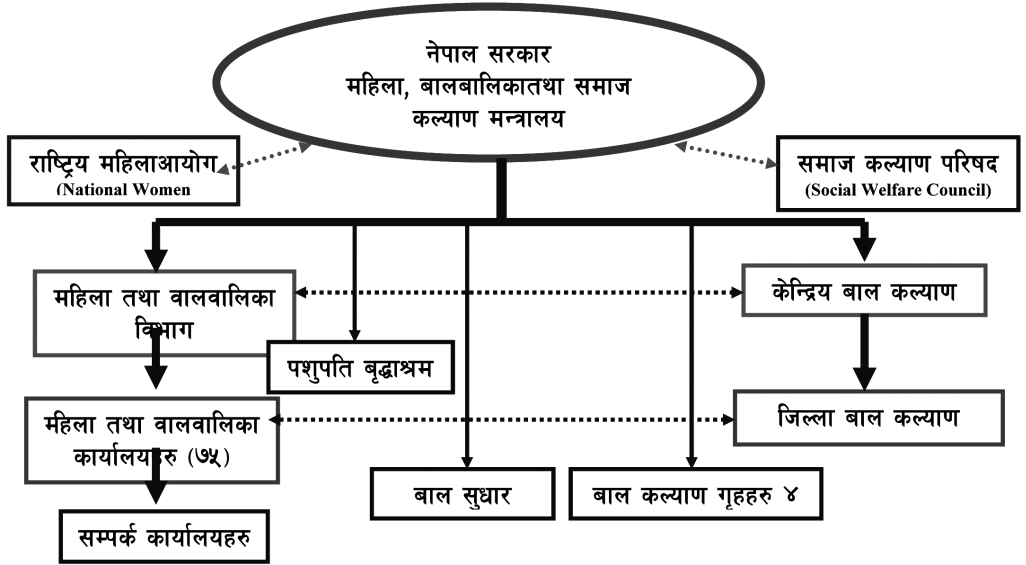 नेपाल सरकार
महिला, बालबालिकातथा समाज
कल्याण मन्त्रालय
राष्ट्रिय महिलाआयोग
(National Women
समाज कल्याण परिषद
(Social Welfare Council)
महिला तथा वालवालिका
विभाग
केन्द्रिय बाल कल्याण
पशुपति बृद्धाश्रम
महिला तथा वालवालिका
कार्यालयहरु (७५)
जिल्ला बाल कल्याण
बाल सुधार
बाल कल्याण गृहहरु ४
सम्पर्क कार्यालयहरु